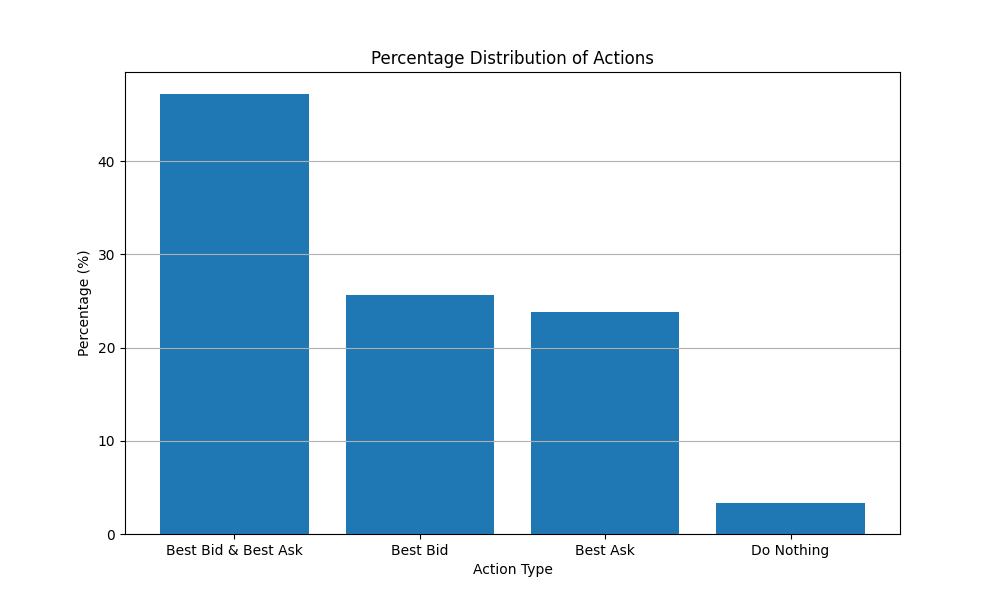 Percentage Distribution of Actions
Percentage (%)
40
30
20
10
0
Best Bid & Best Ask
Best Bid
Best Ask
Do Nothing
Action Type